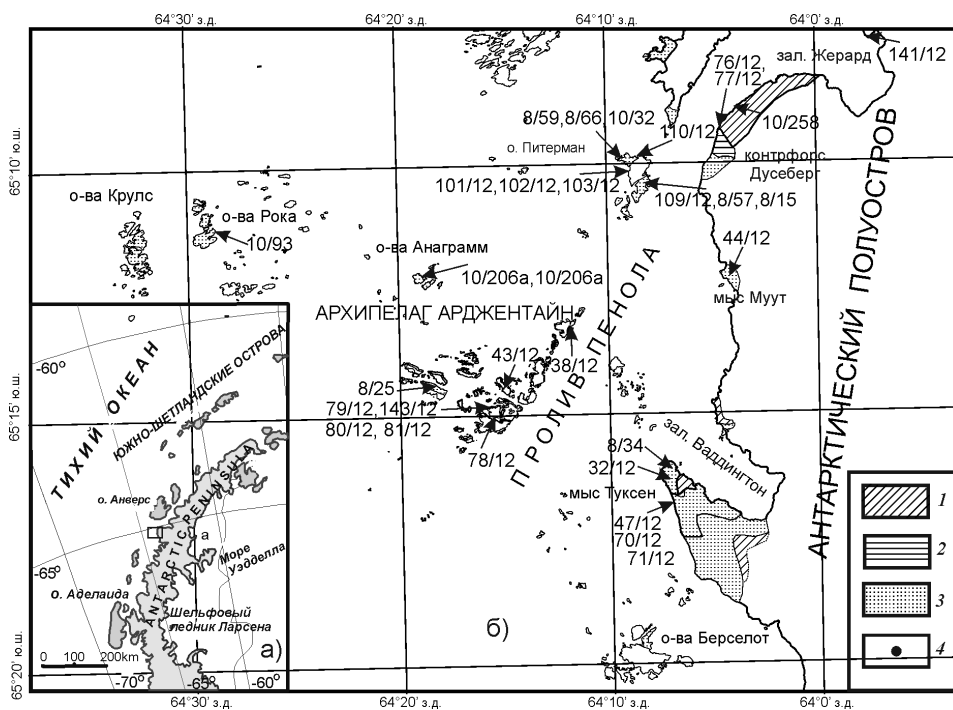 64°30' з.д.
64°20' з.д.
64°10' з.д.
64°0' з.д.
76/12,
77/12
зал. Жерард
141/12
8/59,8/66,10/32
110/12
10/258
о. Питерман
контрфорс
Дусеберг
65°10' ю.ш.
101/12,102/12,103/12
109/12,8/57,8/15
о-ва Крулс
о-ва Рока
10/93
44/12
о-ва Анаграмм
10/206а,10/206а
мыс Муут
АРХИПЕЛАГ АРДЖЕНТАЙН
ПРОЛИВ ПЕНОЛА
АНТАРКТИЧЕСКИЙ ПОЛУОСТРОВ
43/12
38/12
8/25
79/12,143/12
80/12, 81/12
78/12
65°15' ю.ш.
зал. Ваддингтон
8/34
32/12
мыс Туксен
47/12
70/12
71/12
о-ва Берселот
б)
65°20' ю.ш.
ТИХИЙ ОКЕАН
ЮЖНО-ШЕТЛАНДСКИЕ ОСТРОВА
-60°
о. Анверс
ANTARCTIC PENINSULA
а
Море
Уэдделла
-65°
о. Аделаида
Шельфовый
ледник Ларсена
а)
0 100 200km
-70° -65° -60°
1
2
3
4
64°30' з.д.
64°20' з.д.
64°10' з.д.
64°0' з.д.